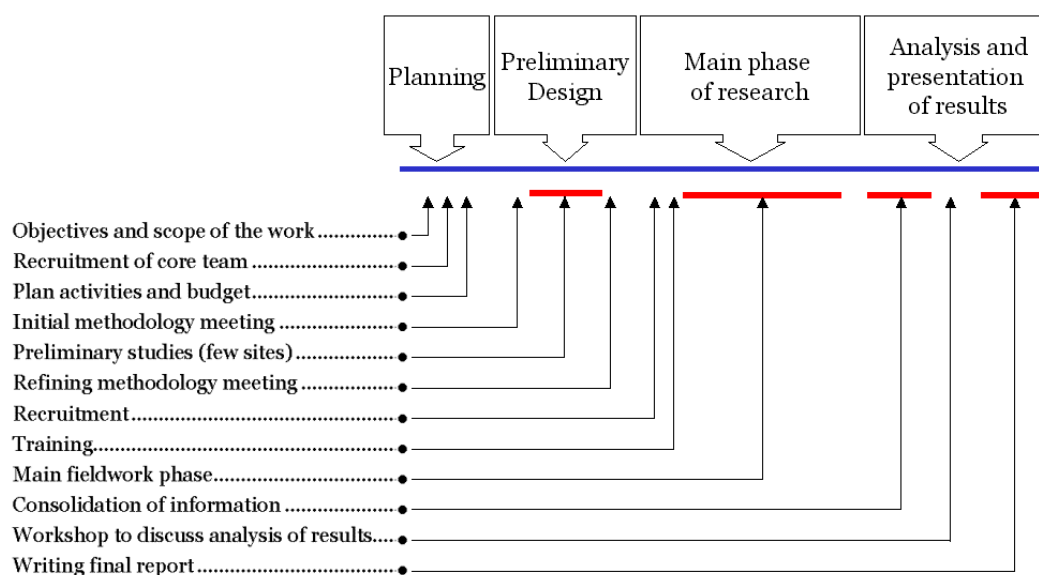 Planning
Preliminary
Design
Main phase
of research
Analysis and
presentation
of results
Objectives and scope of the work
Recruitment of core team
Plan activities and budget
Initial methodology meeting
Preliminary studies (few sites)
Refining methodology meeting
Recruitment
Training
Main fieldwork phase
Consolidation of information
Workshop to discuss analysis of results
Writing final report